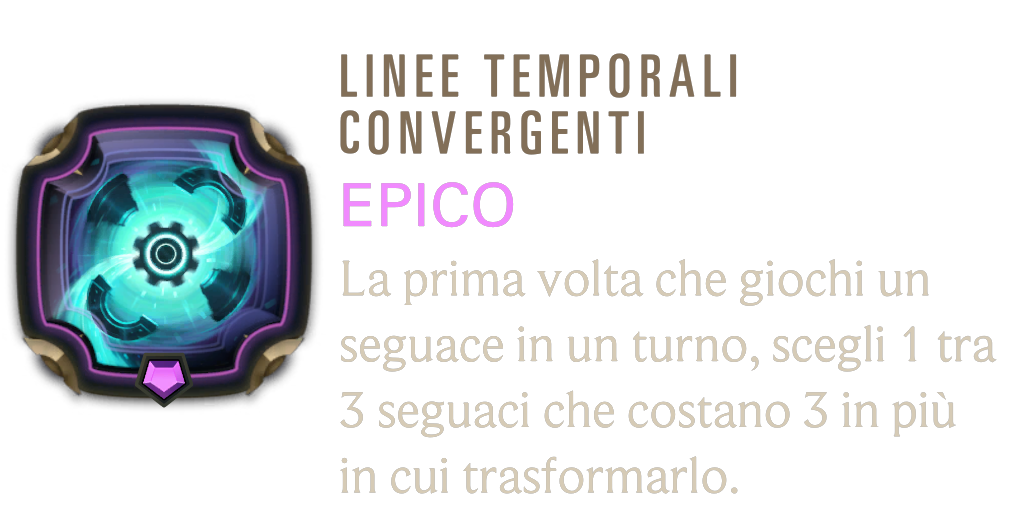 LINEE TEMPORALI
CONVERGENTI
EPICO
La prima volta che giochi un
seguace in un turno, scegli 1 tra
3 seguaci che costano 3 in più
in cui trasformarlo.